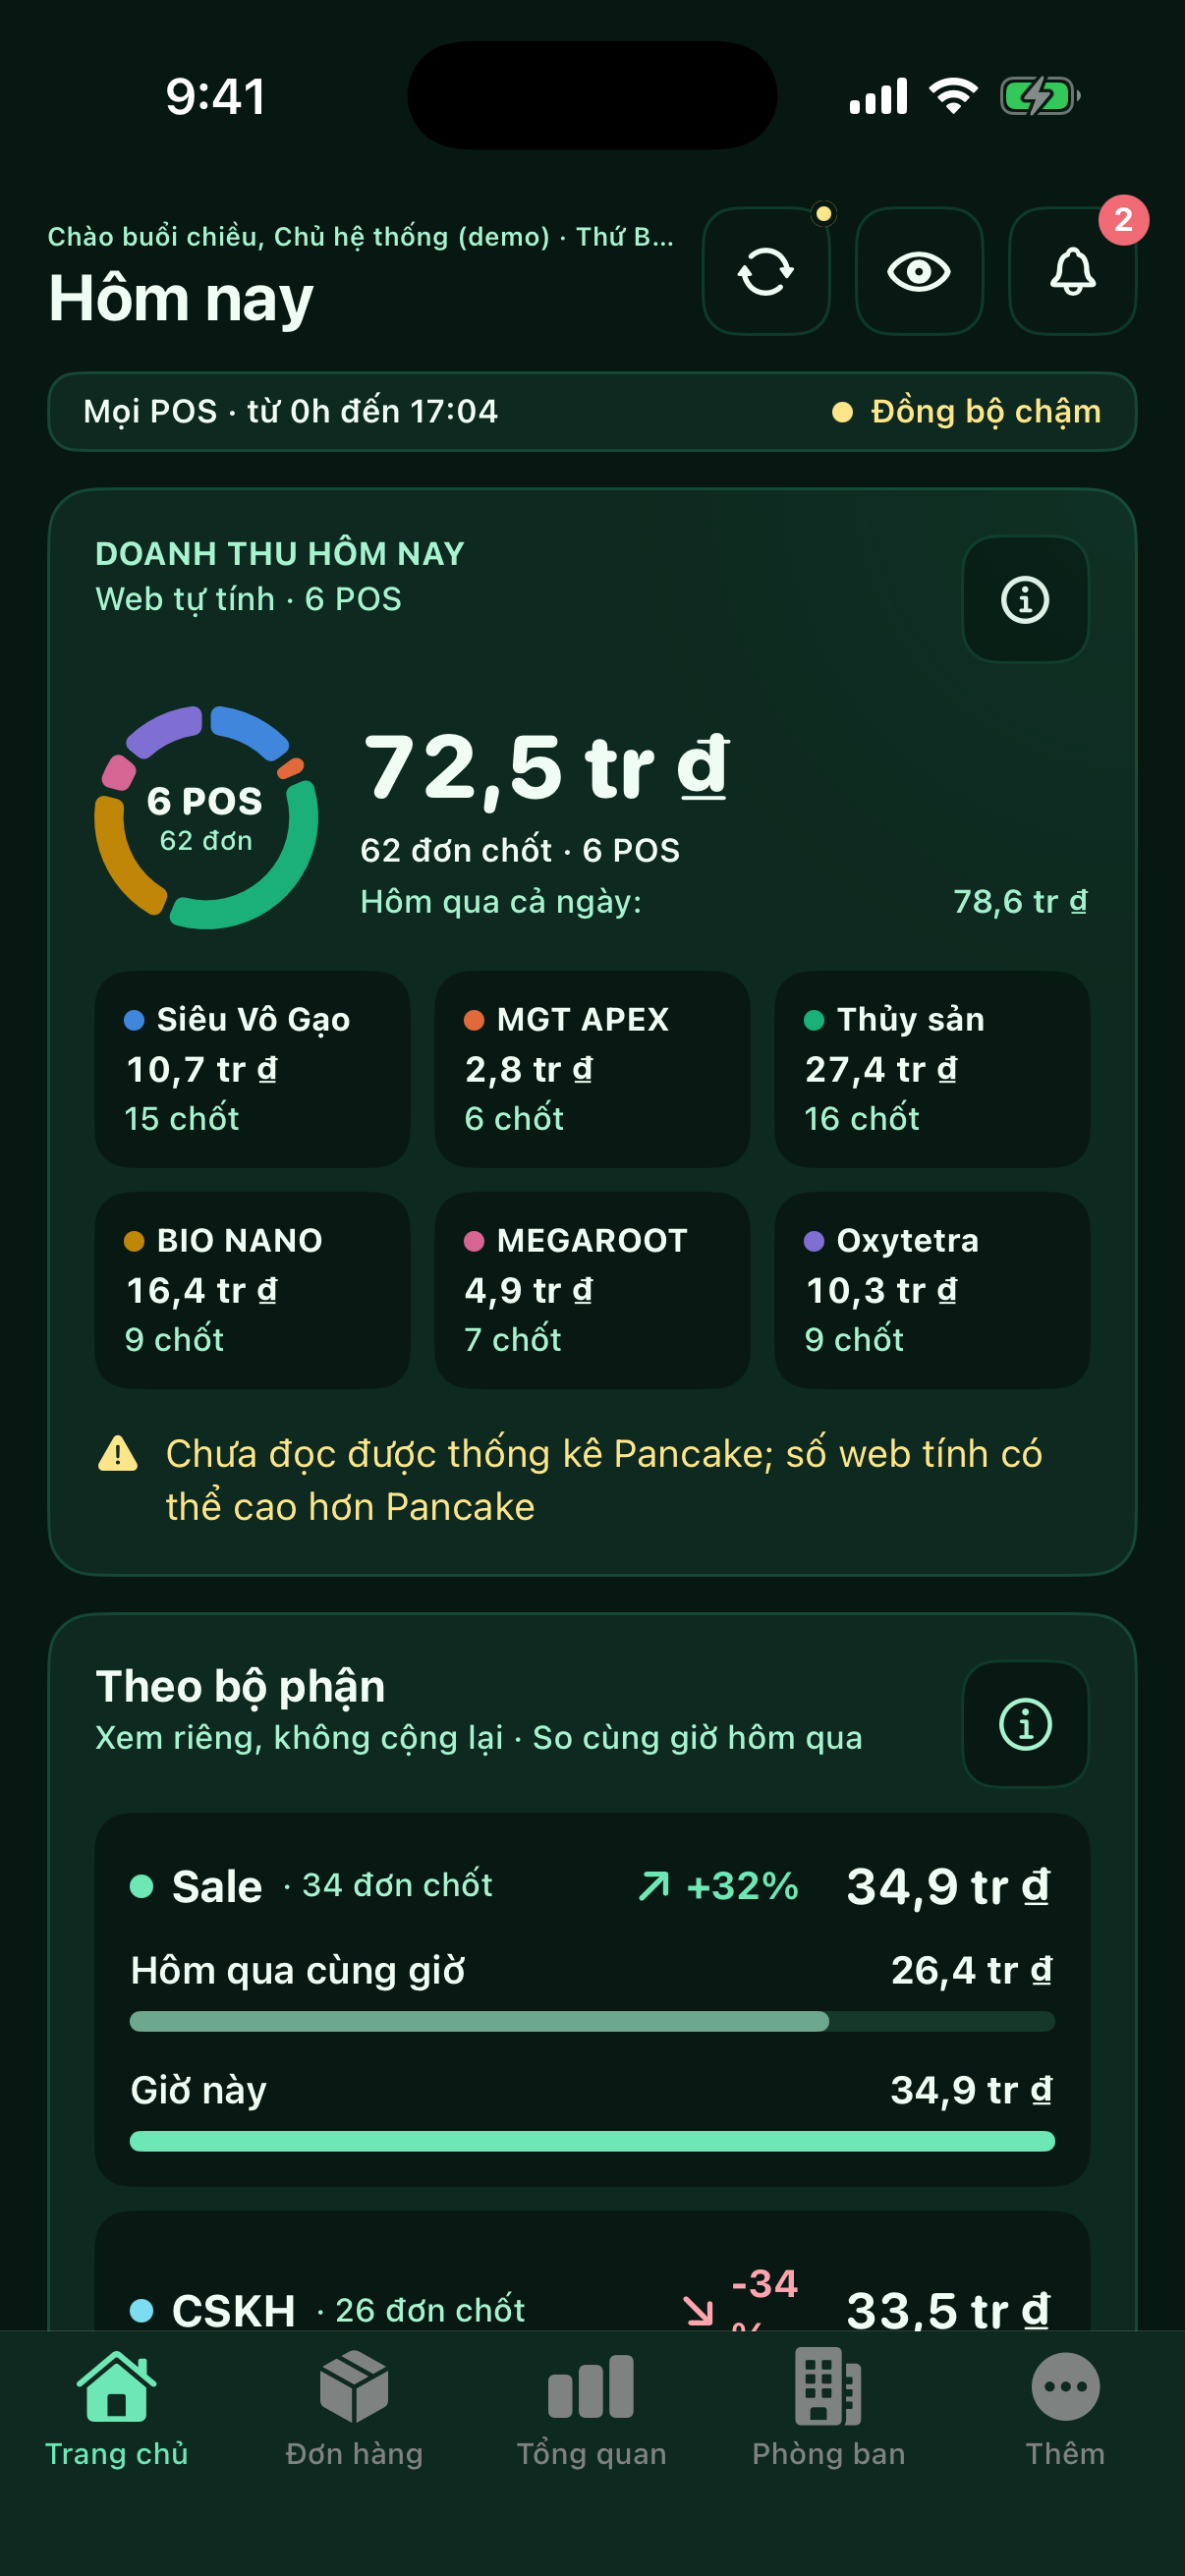 9:41
Chào buổi chiều, Chủ hệ thống (demo) · Thứ B...
2
Hôm nay
Mọi POS · từ 0h đến 17:04
Đồng bộ chậm
DOANH THU HÔM NAY
Web tự tính · 6 POS
6 POS
62 đơn
72,5 tr ₫
62 đơn chốt · 6 POS
Hôm qua cả ngày: 78,6 tr ₫
Siêu Vô Gạo
10,7 tr ₫
15 chốt
MGT APEX
2,8 tr ₫
6 chốt
Thủy sản
27,4 tr ₫
16 chốt
BIO NANO
16,4 tr ₫
9 chốt
MEGAROOT
4,9 tr ₫
7 chốt
Oxytetra
10,3 tr ₫
9 chốt
Chưa đọc được thống kê Pancake; số web tính có
thể cao hơn Pancake
Theo bộ phận
Xem riêng, không cộng lại · So cùng giờ hôm qua
Sale · 34 đơn chốt +32% 34,9 tr ₫
Hôm qua cùng giờ 26,4 tr ₫
Giờ này 34,9 tr ₫
CSKH · 26 đơn chốt -34
% 33,5 tr ₫
Trang chủ
Đơn hàng
Tổng quan
Phòng ban
Thêm